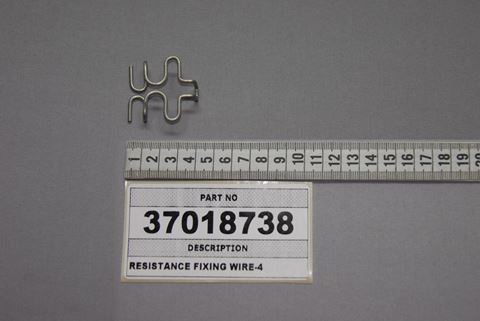 1 2 3 4 5 6 7 8 9 10 11 12 13 14 15 16 17 18 19 20
PART NO
37018738
DESCRIPTION
RESISTANCE FIXING WIRE-4